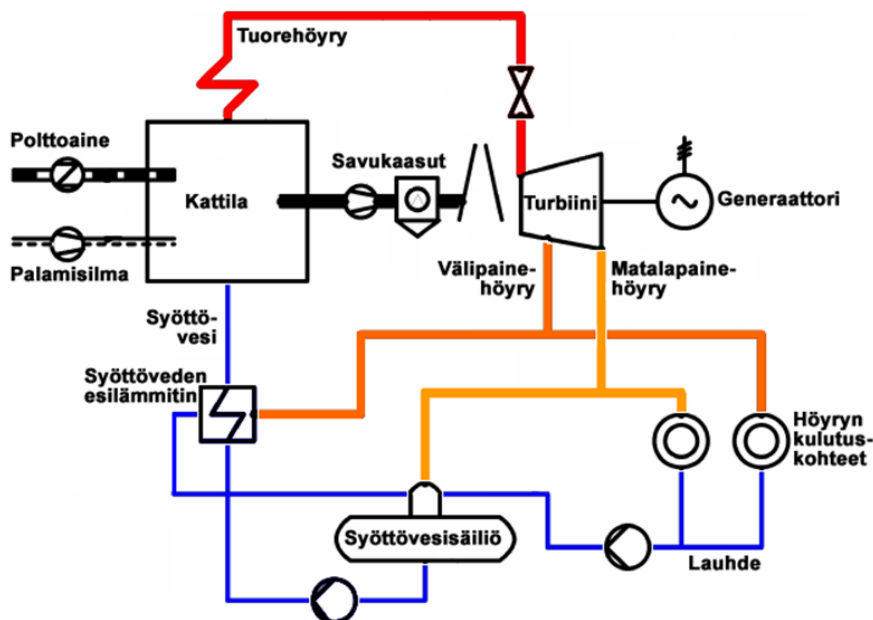 Tuorehöyry
Polttoaine
Savukaasut
Kattila
Turbiini
Generaattori
Palamisilma
Välipaine-
höyry
Matalapaine-
höyry
Syöttö-
vesi
Syöttöveden
esilämmitin
Höyryn
kulutus-
kohteet
Syöttövesisäiliö
Lauhde